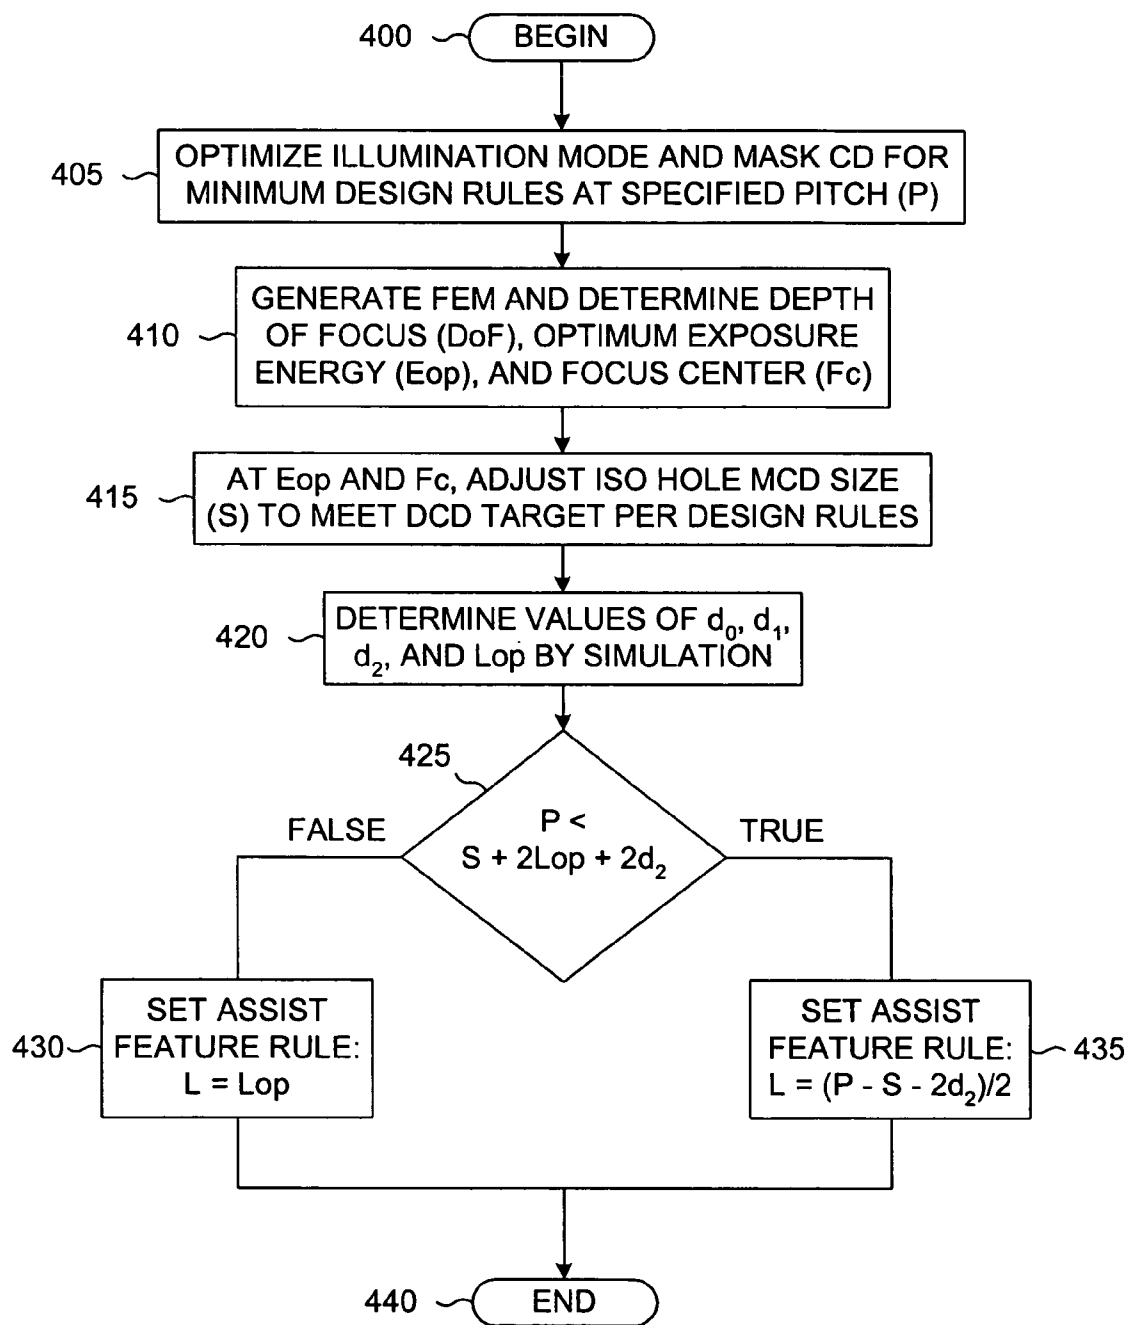 400
BEGIN
405
OPTIMIZE ILLUMINATION MODE AND MASK CD FOR
MINIMUM DESIGN RULES AT SPECIFIED PITCH (P)
410
GENERATE FEM AND DETERMINE DEPTH
OF FOCUS (DoF), OPTIMUM EXPOSURE
ENERGY (Eop), AND FOCUS CENTER (Fc)
415
AT Eop AND Fc, ADJUST ISO HOLE MCD SIZE
(S) TO MEET DCD TARGET PER DESIGN RULES
420
DETERMINE VALUES OF d₀, d₁,
d₂, AND Lop BY SIMULATION
425
P <
S + 2Lop + 2d₂
FALSE
TRUE
430
SET ASSIST
FEATURE RULE:
L = Lop
SET ASSIST
FEATURE RULE:
L = (P - S - 2d₂)/2
435
440
END